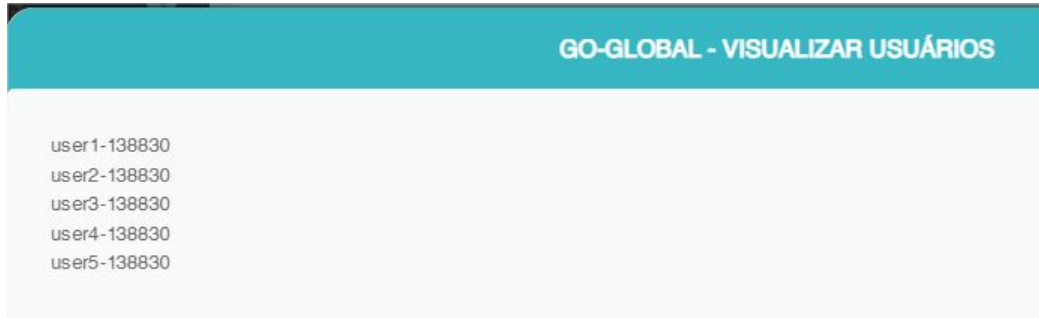 GO-GLOBAL - VISUALIZAR USUÁRIOS
user1-138830
user2-138830
user3-138830
user4-138830
user5-138830